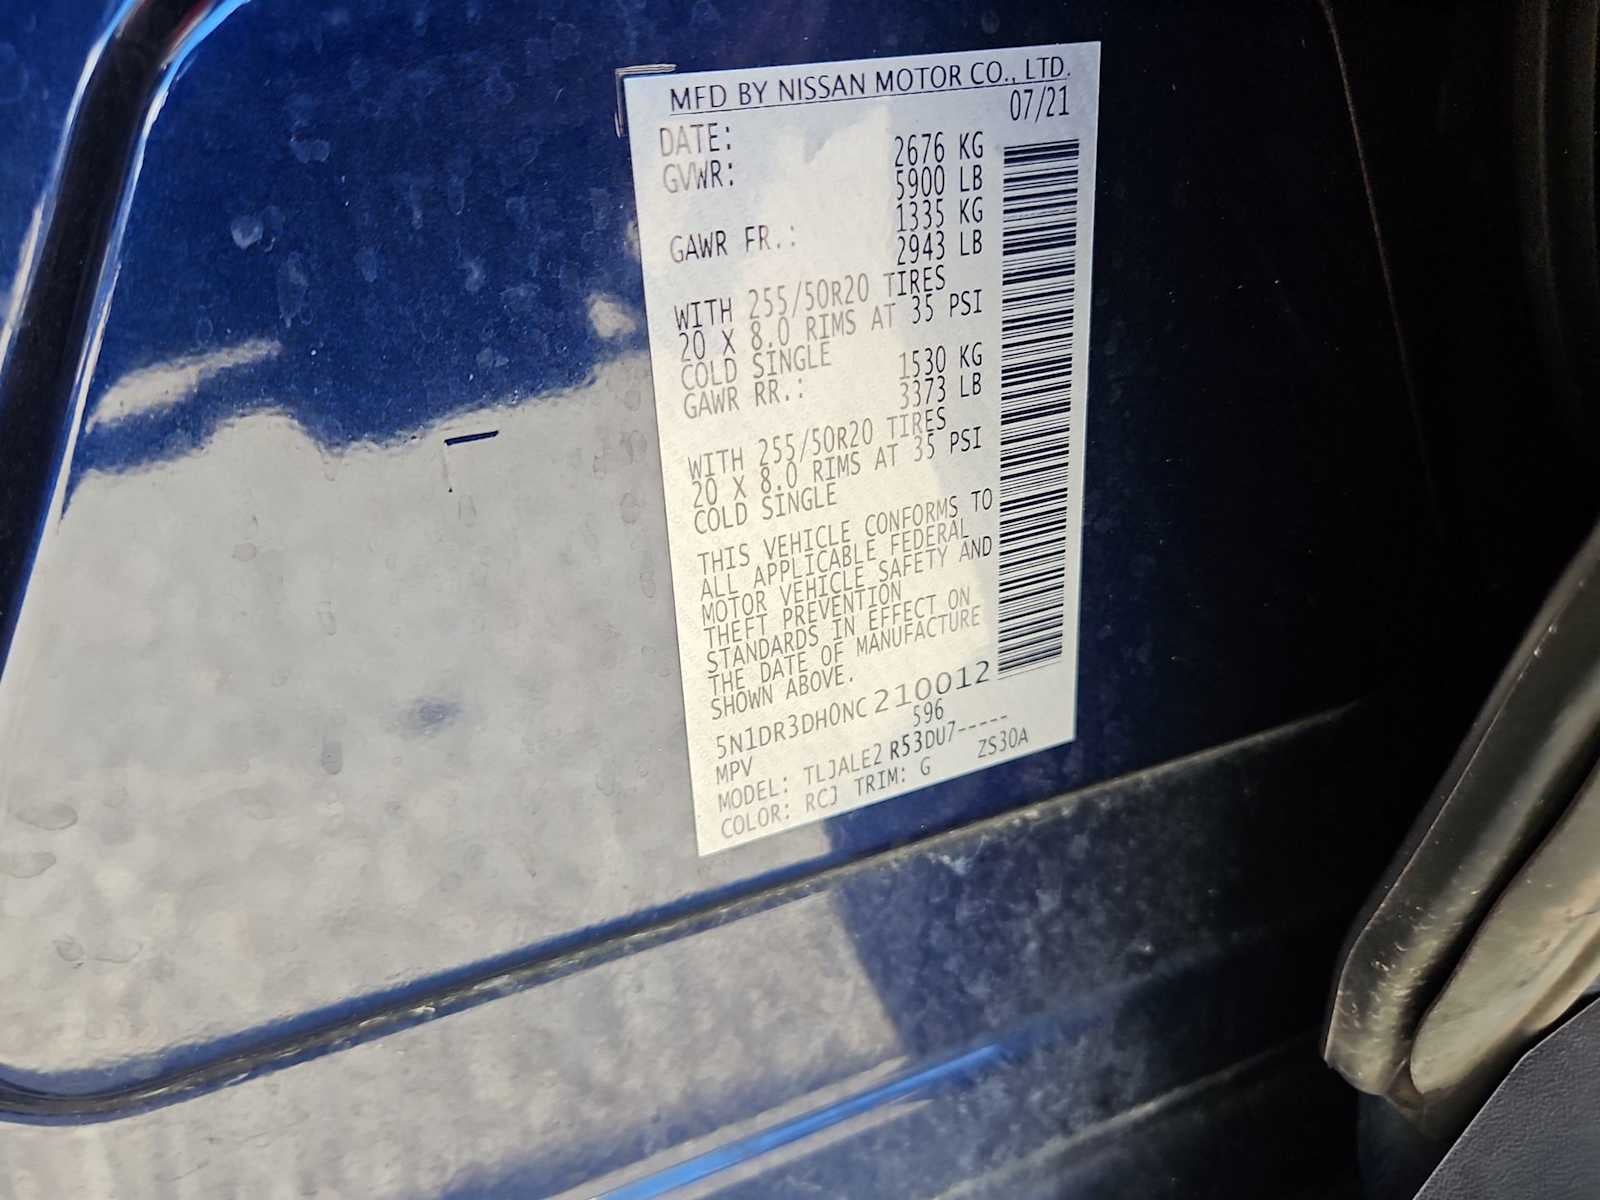 MFD BY NISSAN MOTOR CO., LTD.
DATE: 07/21
GVWR: 2676 KG
5900 LB
GAWR FR.: 1335 KG
2943 LB
WITH 255/50R20 TIRES
20 X 8.0 RIMS AT 35 PSI
COLD SINGLE
GAWR RR.: 1530 KG
3373 LB
WITH 255/50R20 TIRES
20 X 8.0 RIMS AT 35 PSI
COLD SINGLE
THIS VEHICLE CONFORMS TO
ALL APPLICABLE FEDERAL
MOTOR VEHICLE SAFETY AND
THEFT PREVENTION
STANDARDS IN EFFECT ON
THE DATE OF MANUFACTURE
SHOWN ABOVE.
5N1DR3DH0NC210012
MPV 596
MODEL: TLJALE2 R53DU7-----
COLOR: RCJ TRIM: G ZS30A